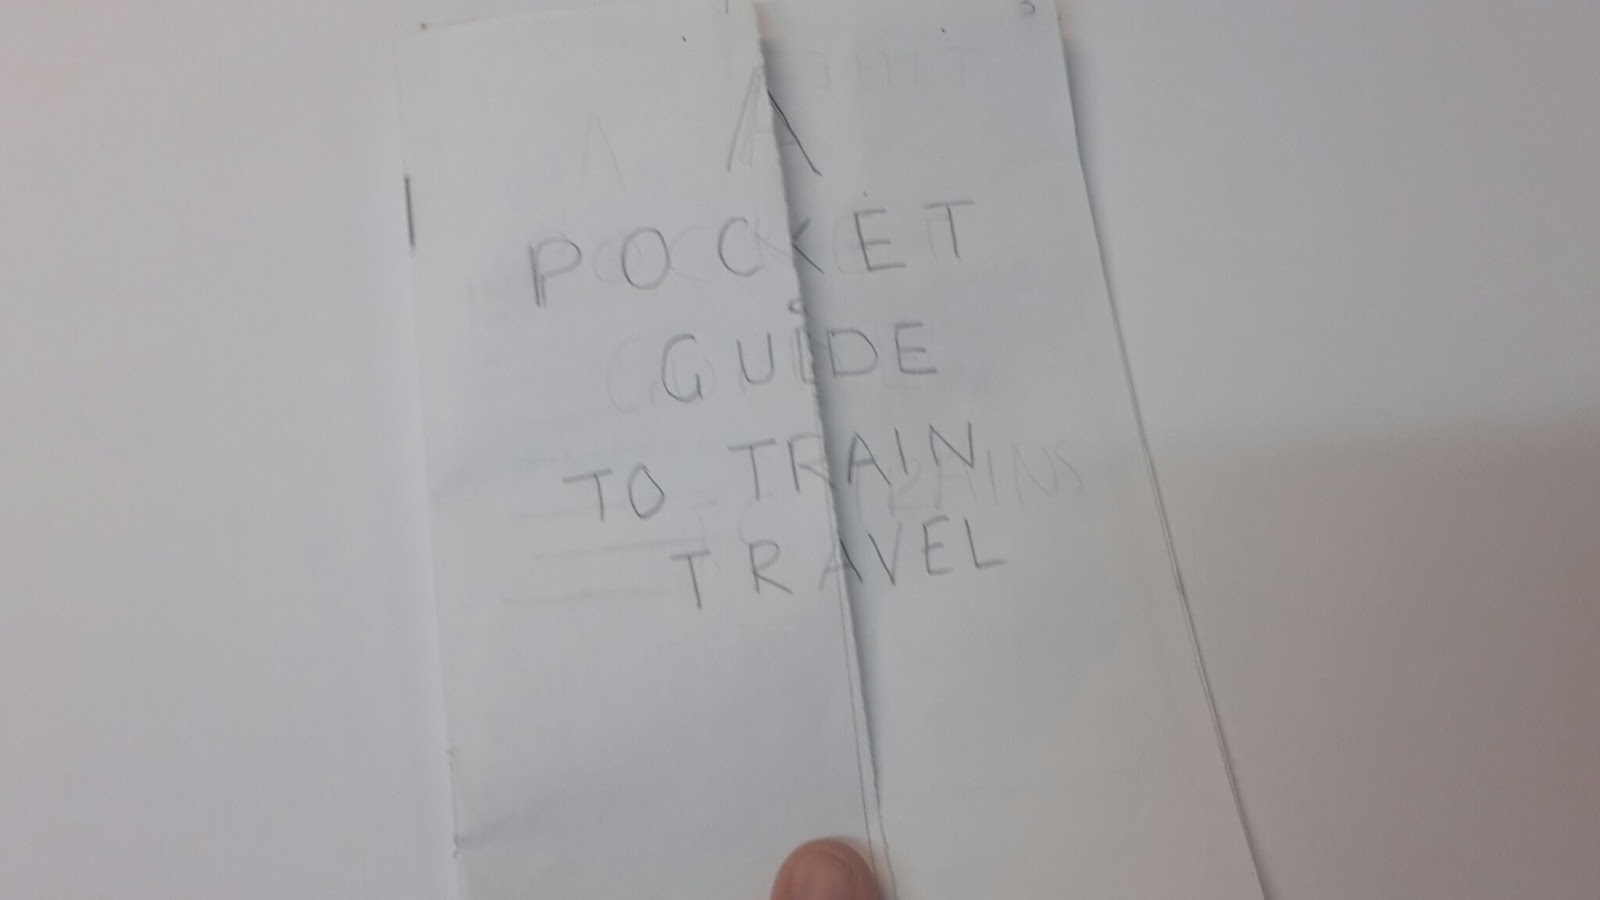 A
POCKET
GUIDE
TO TRAIN
TRAVEL